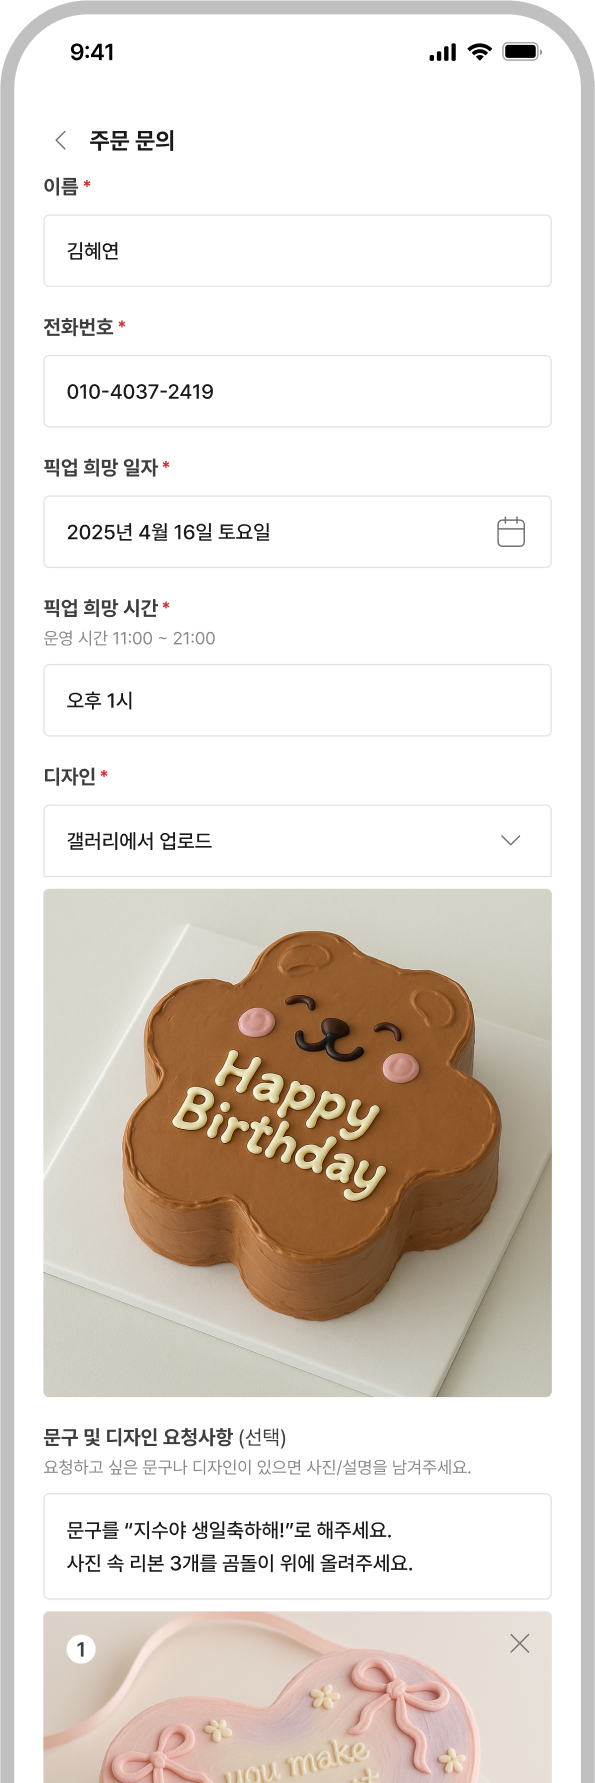 9:41
주문 문의
이름 *
김혜연
전화번호 *
010-4037-2419
픽업 희망 일자 *
2025년 4월 16일 토요일
픽업 희망 시간 *
운영 시간 11:00 ~ 21:00
오후 1시
디자인 *
갤러리에서 업로드
Happy
Birthday
문구 및 디자인 요청사항 (선택)
요청하고 싶은 문구나 디자인이 있으면 사진/설명을 남겨주세요.
문구를 “지수야 생일축하해!”로 해주세요.
사진 속 리본 3개를 곰돌이 위에 올려주세요.
1
you make